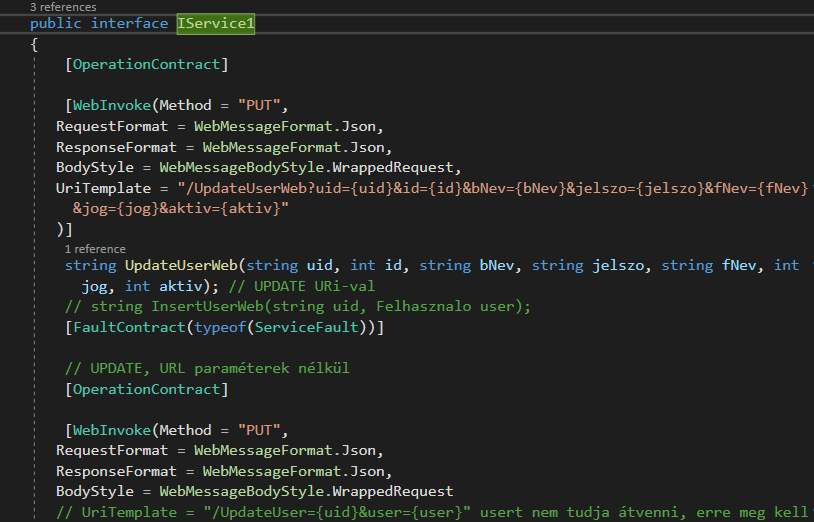 3 references
public interface IService1
{
[OperationContract]
[WebInvoke(Method = "PUT",
RequestFormat = WebMessageFormat.Json,
ResponseFormat = WebMessageFormat.Json,
BodyStyle = WebMessageBodyStyle.WrappedRequest,
UriTemplate = "/UpdateUserWeb?uid={uid}&id={id}&bNev={bNev}&jelszo={jelszo}&fNev={fNev}
&jog={jog}&aktiv={aktiv}"
)]
1 reference
string UpdateUserWeb(string uid, int id, string bNev, string jelszo, string fNev, int
jog, int aktiv); // UPDATE URi-val
// string InsertUserWeb(string uid, Felhasznalo user);
[FaultContract(typeof(ServiceFault))]
// UPDATE, URL paraméterek nélkül
[OperationContract]
[WebInvoke(Method = "PUT",
RequestFormat = WebMessageFormat.Json,
ResponseFormat = WebMessageFormat.Json,
BodyStyle = WebMessageBodyStyle.WrappedRequest
// UriTemplate = "/UpdateUser={uid}&user={user}" usert nem tudja átvenni, erre meg kell